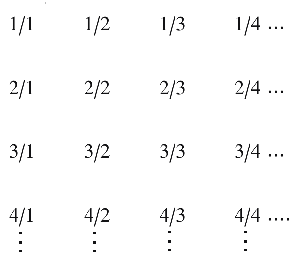 1/1 1/2 1/3 1/4 ...
2/1 2/2 2/3 2/4 ...
3/1 3/2 3/3 3/4 ...
4/1 4/2 4/3 4/4 ....
⋮ ⋮ ⋮ ⋮